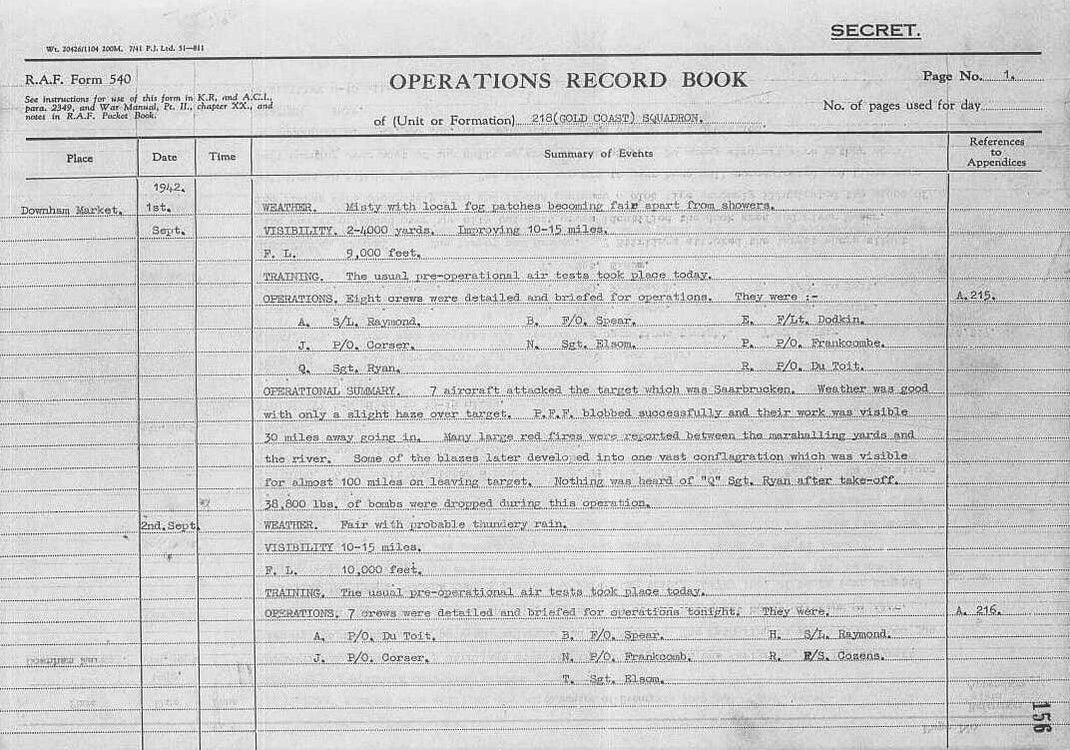 SECRET.
Wt. 20426/1104 200M. 7/41 P.J. Ltd. 51—811
R.A.F. Form 540
OPERATIONS RECORD BOOK
Page No. 1.
See instructions for use of this form in K.R. and A.C.I.,
para. 2349, and War Manual, Pt. II., chapter XX., and
notes in R.A.F. Pocket Book.
No. of pages used for day
of (Unit or Formation) 218(GOLD COAST) SQUADRON.
Place Date Time Summary of Events References to Appendices
1942.
Downham Market. 1st. WEATHER. Misty with local fog patches becoming fair apart from showers.
Sept. VISIBILITY. 2-4000 yards. Improving 10-15 miles.
F. L. 9,000 feet.
TRAINING. The usual pre-operational air tests took place today.
OPERATIONS. Eight crews were detailed and briefed for operations. They were :- A.215.
A. S/L. Raymond. B. F/O. Spear. E. F/Lt. Dodkin.
J. P/O. Corser. N. Sgt. Elsom. P. P/O. Frankcombe.
Q. Sgt. Ryan. R. P/O. Du Toit.
OPERATIONAL SUMMARY. 7 aircraft attacked the target which was Saarbrucken. Weather was good
with only a slight haze over target. P.F.F. blobbed successfully and their work was visible
30 miles away going in. Many large red fires were reported between the marshalling yards and
the river. Some of the blazes later develo ed into one vast conflagration which was visible
for almost 100 miles on leaving target. Nothing was heard of "Q" Sgt. Ryan after take-off.
38,800 lbs. of bombs were dropped during this operation.
2nd.Sept. WEATHER. Fair with probable thundery rain.
VISIBILITY 10-15 miles.
F. L. 10,000 feet.
TRAINING. The usual pre-operational air tests took place today.
OPERATIONS. 7 crews were detailed and briefed for operations tonight. They were. A. 216.
A. P/O. Du Toit. B. F/O. Spear. H. S/L. Raymond.
J. P/O. Corser. N. P/O. Frankcomb. R. F/S. Cozens.
T. Sgt. Elsom.
156